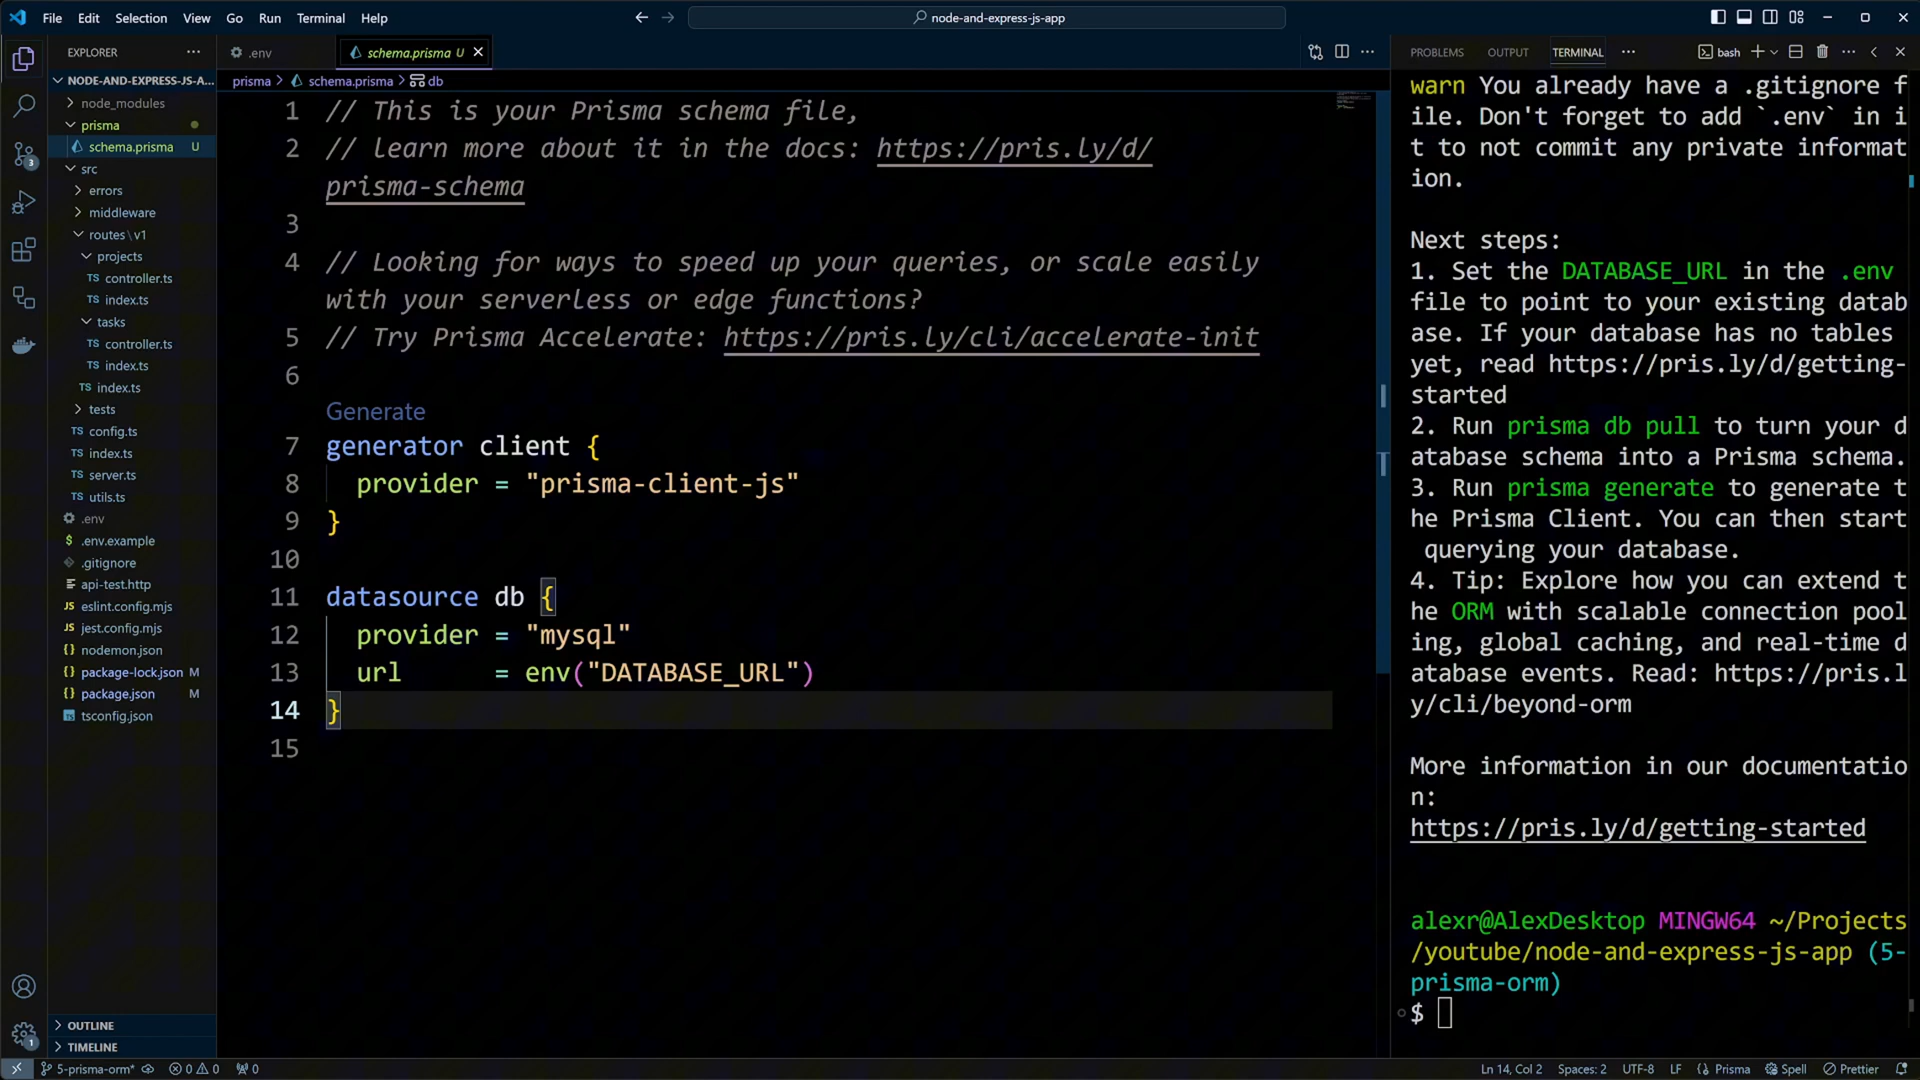 File Edit Selection View Go Run Terminal Help
node-and-express-js-app
EXPLORER
NODE-AND-EXPRESS-JS-A...
node_modules
prisma
schema.prisma U
src
errors
middleware
routes\v1
projects
TS controller.ts
TS index.ts
tasks
TS controller.ts
TS index.ts
TS index.ts
tests
TS config.ts
TS index.ts
TS server.ts
TS utils.ts
.env
$ .env.example
.gitignore
api-test.http
JS eslint.config.mjs
JS jest.config.mjs
nodemon.json
{} package-lock.json M
{} package.json M
tsconfig.json
OUTLINE
TIMELINE
3
1
.env
schema.prisma U
prisma > schema.prisma > db
1 // This is your Prisma schema file,
2 // learn more about it in the docs: https://pris.ly/d/
prisma-schema
3
4 // Looking for ways to speed up your queries, or scale easily
with your serverless or edge functions?
5 // Try Prisma Accelerate: https://pris.ly/cli/accelerate-init
6
Generate
7 generator client {
8 provider = "prisma-client-js"
9 }
10
11 datasource db {
12 provider = "mysql"
13 url = env("DATABASE_URL")
14 }
15
PROBLEMS OUTPUT TERMINAL bash
warn You already have a .gitignore f
ile. Don't forget to add `.env` in i
t to not commit any private informat
ion.
Next steps:
1. Set the DATABASE_URL in the .env
file to point to your existing datab
ase. If your database has no tables
yet, read https://pris.ly/d/getting-
started
2. Run prisma db pull to turn your d
atabase schema into a Prisma schema.
3. Run prisma generate to generate t
he Prisma Client. You can then start
querying your database.
4. Tip: Explore how you can extend t
he ORM with scalable connection pool
ing, global caching, and real-time d
atabase events. Read: https://pris.l
y/cli/beyond-orm
More information in our documentatio
n:
https://pris.ly/d/getting-started
alexr@AlexDesktop MINGW64 ~/Projects
/youtube/node-and-express-js-app (5-
prisma-orm)
$
5-prisma-orm* 0 0 0
Ln 14, Col 2 Spaces: 2 UTF-8 LF Prisma Spell Prettier